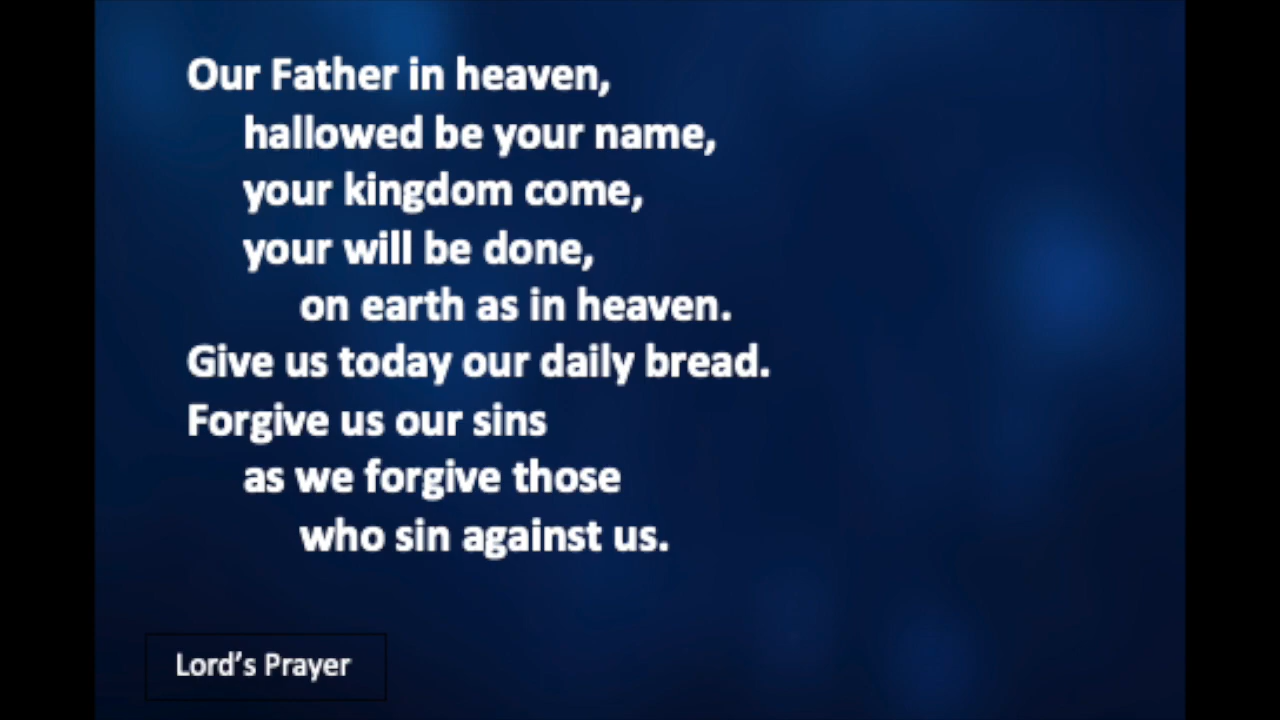 Our Father in heaven,
hallowed be your name,
your kingdom come,
your will be done,
on earth as in heaven.
Give us today our daily bread.
Forgive us our sins
as we forgive those
who sin against us.
Lord’s Prayer